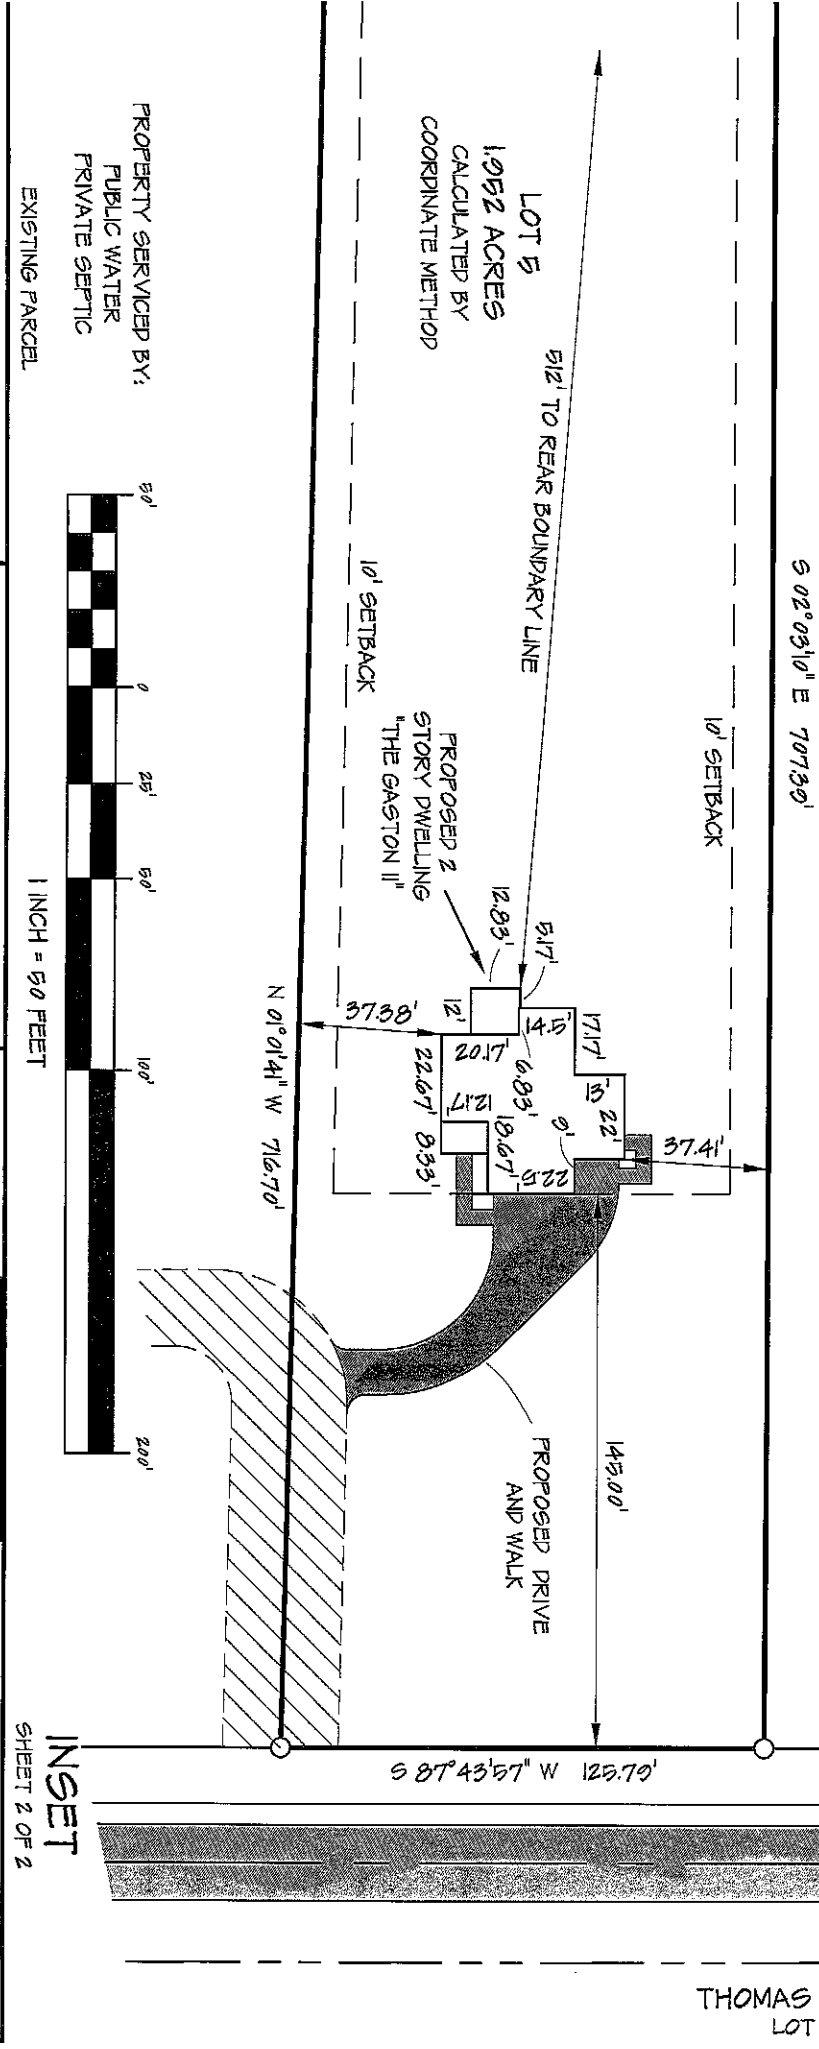 S 02°03'10" E 707.39'
10' SETBACK
LOT 5
1.952 ACRES
CALCULATED BY
COORDINATE METHOD
512' TO REAR BOUNDARY LINE
10' SETBACK
PROPOSED 2
STORY DWELLING
"THE GASTON II"
12.83'
5.17'
14.5'
17.17'
13'
22'
9'
22.5'
18.67'
6.83'
12'
20.17'
22.67'
12.17'
8.33'
37.38'
37.41'
N 01°01'41" W 716.70'
145.00'
PROPOSED DRIVE
AND WALK
S 87°43'57" W 125.79'
PROPERTY SERVICED BY:
PUBLIC WATER
PRIVATE SEPTIC
EXISTING PARCEL
50'
0
25'
50'
100'
200'
1 INCH = 50 FEET
INSET
SHEET 2 OF 2
THOMAS
LOT